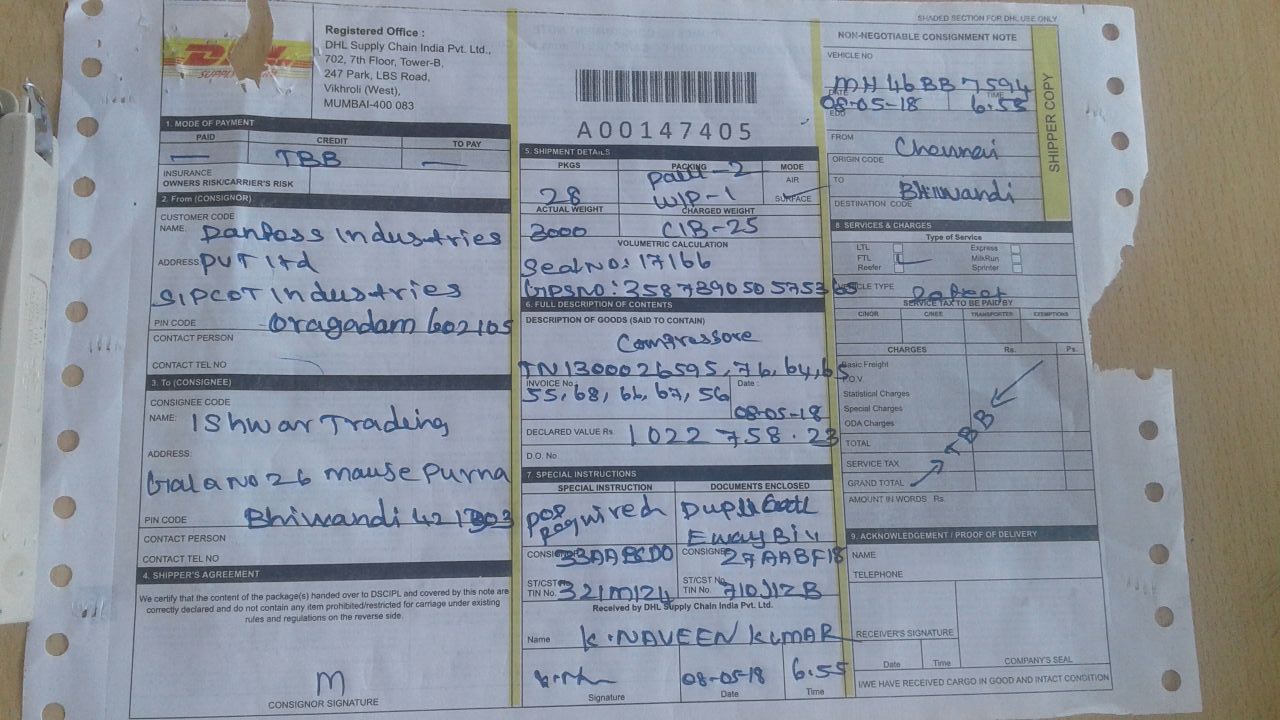 SHADED SECTION FOR DHL USE ONLY
DHL
SUPPLY
Registered Office :
DHL Supply Chain India Pvt. Ltd.,
702, 7th Floor, Tower-B,
247 Park, LBS Road,
Vikhroli (West),
MUMBAI-400 083
A00147405
NON-NEGOTIABLE CONSIGNMENT NOTE
SHIPPER COPY
VEHICLE NO
MH 46 BB 7594
DATE TIME
08-05-18 6.55
EDD
FROM Chennai
ORIGIN CODE
TO Bhiwandi
DESTINATION CODE
1. MODE OF PAYMENT
PAID CREDIT TO PAY
— TBB —
INSURANCE
OWNERS RISK/CARRIER'S RISK
2. From (CONSIGNOR)
CUSTOMER CODE
NAME: Danfoss Industries
ADDRESS: PVT ltd
SIPCOT Industries
PIN CODE Oragadam 602105
CONTACT PERSON
CONTACT TEL NO
3. To (CONSIGNEE)
CONSIGNEE CODE
NAME: Ishwar Trading
ADDRESS:
Gala NO 26 mause Purna
PIN CODE Bhiwandi 421303
CONTACT PERSON
CONTACT TEL NO
4. SHIPPER'S AGREEMENT
We certify that the content of the package(s) handed over to DSCIPL and covered by this note are
correctly declared and do not contain any item prohibited/restricted for carriage under existing
rules and regulations on the reverse side.
M
CONSIGNOR SIGNATURE
5. SHIPMENT DETAILS
PKGS PACKING MODE
28 -2 AIR
W/P-1 SURFACE
ACTUAL WEIGHT CHARGED WEIGHT
3000 C/B-25
VOLUMETRIC CALCULATION
Seal NO: 17166
GPS NO: 358739050575365
6. FULL DESCRIPTION OF CONTENTS
DESCRIPTION OF GOODS (SAID TO CONTAIN)
Compressore
TN1300026595, 76, 64, 65
INVOICE No. Date :
55, 68, 66, 67, 56
08-05-18
DECLARED VALUE Rs. 1022 758.23
D.O. No.
7. SPECIAL INSTRUCTIONS
SPECIAL INSTRUCTION DOCUMENTS ENCLOSED
Required Eway Bill
CONSIGNOR 33AABCD0 CONSIGNEE 27AABF18
ST/CST No. ST/CST No.
TIN No. 321M1Z4 TIN No. 710J1ZB
Received by DHL Supply Chain India Pvt. Ltd.
Name K. NAVEEN KUMAR
08-05-18 6.55
Signature Date Time
8. SERVICES & CHARGES
Type of Service
LTL Express
FTL MilkRun
Reefer Sprinter
VEHICLE TYPE
SERVICE TAX TO BE PAID BY
C/NOR C/NEE TRANSPORTER EXEMPTIONS
CHARGES Rs. Ps.
Basic Freight
F.O.V.
Statistical Charges
Special Charges
ODA Charges
TBB
TOTAL
SERVICE TAX
GRAND TOTAL
AMOUNT IN WORDS Rs.
9. ACKNOWLEDGEMENT / PROOF OF DELIVERY
NAME
TELEPHONE
RECEIVER'S SIGNATURE
Date Time COMPANY'S SEAL
I/WE HAVE RECEIVED CARGO IN GOOD AND INTACT CONDITION